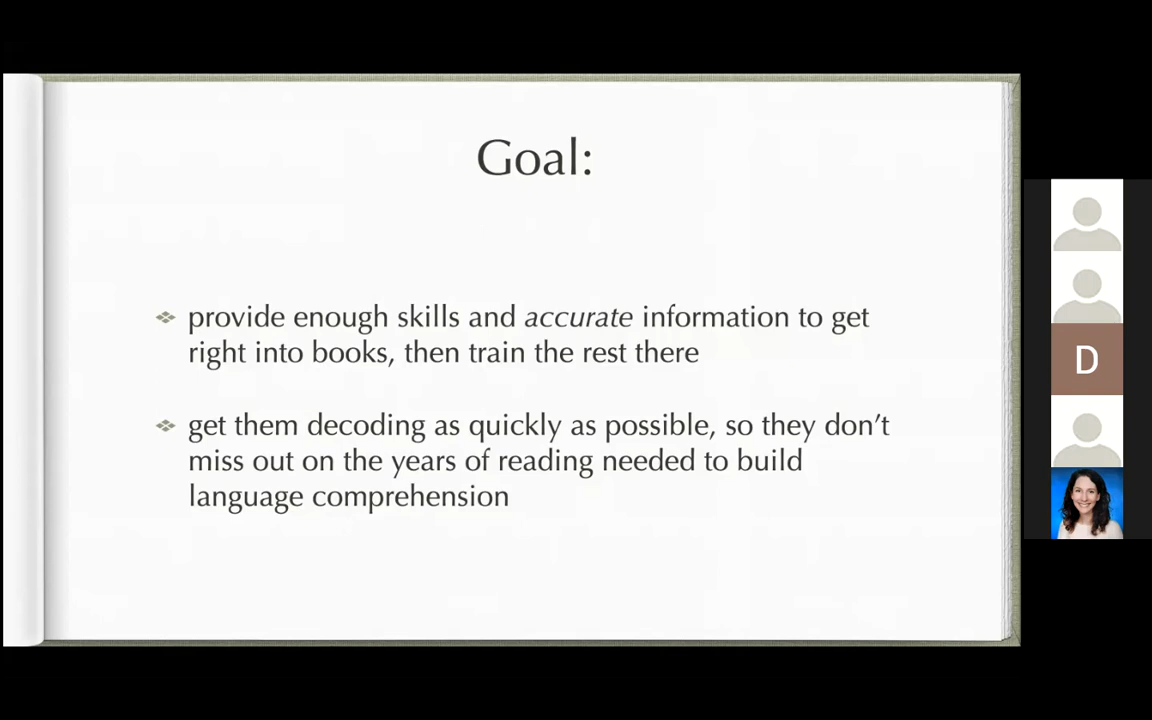 Goal:
provide enough skills and accurate information to get
right into books, then train the rest there
get them decoding as quickly as possible, so they don’t
miss out on the years of reading needed to build
language comprehension
D